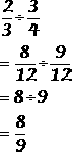 2/3 ÷ 3/4
= 8/12 ÷ 9/12
= 8 ÷ 9
= 8/9